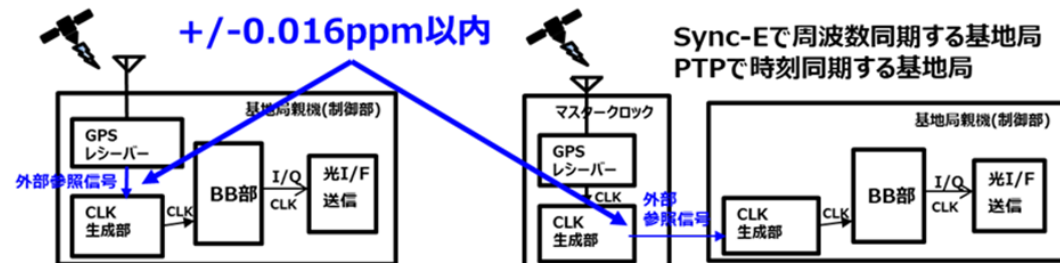 +/-0.016ppm以内
Sync-Eで周波数同期する基地局
PTPで時刻同期する基地局
基地局親機(制御部)
GPS
レシーバー
外部参照信号
CLK
生成部
CLK
BB部
I/Q
CLK
光I/F
送信
マスタークロック
GPS
レシーバー
CLK
CLK
生成部
外部
参照信号
基地局親機(制御部)
CLK
生成部
CLK
BB部
I/Q
CLK
光I/F
送信